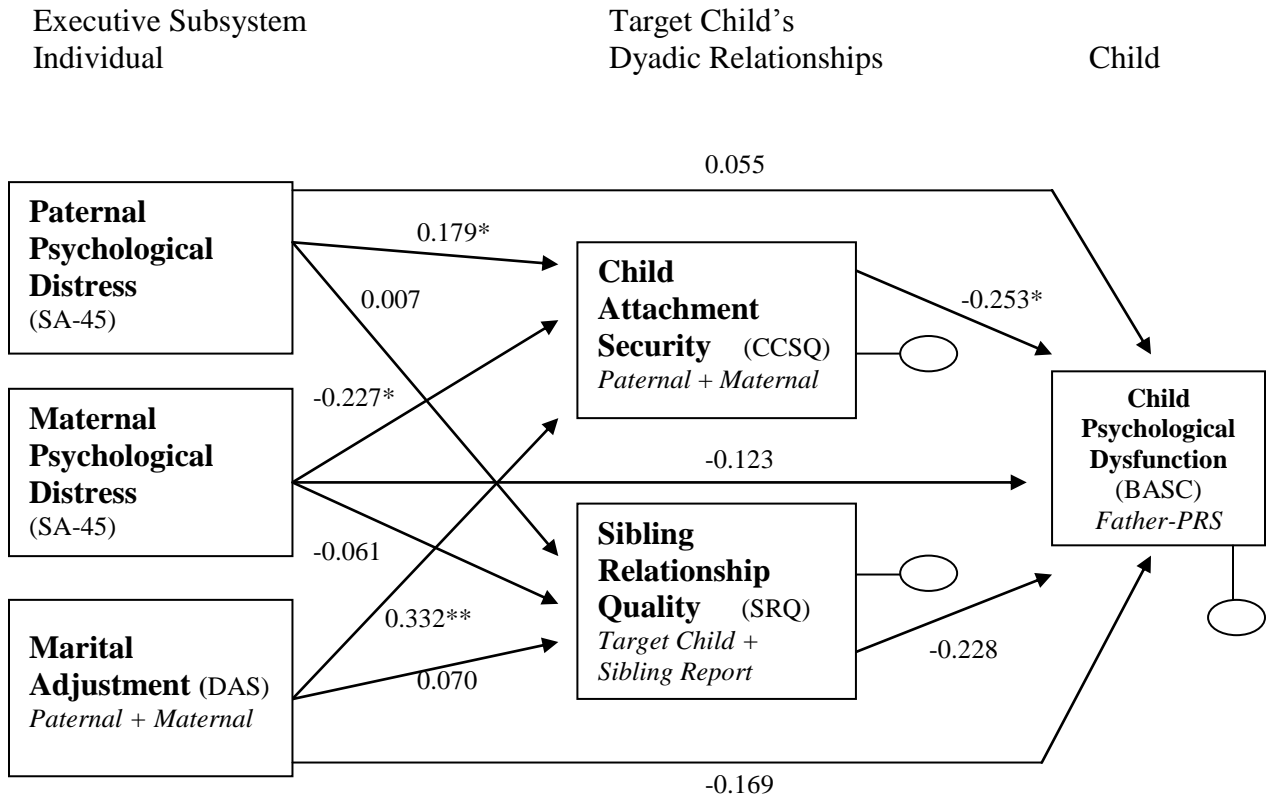 Executive Subsystem
Individual
Target Child’s
Dyadic Relationships
Child
0.055
Paternal
Psychological
Distress
(SA-45)
0.179*
0.007
Child
Attachment
Security (CCSQ)
Paternal + Maternal
-0.253*
Maternal
Psychological
Distress
(SA-45)
-0.227*
-0.123
-0.061
Child
Psychological
Dysfunction
(BASC)
Father-PRS
Sibling
Relationship
Quality (SRQ)
Target Child +
Sibling Report
-0.228
Marital
Adjustment (DAS)
Paternal + Maternal
0.332**
0.070
-0.169